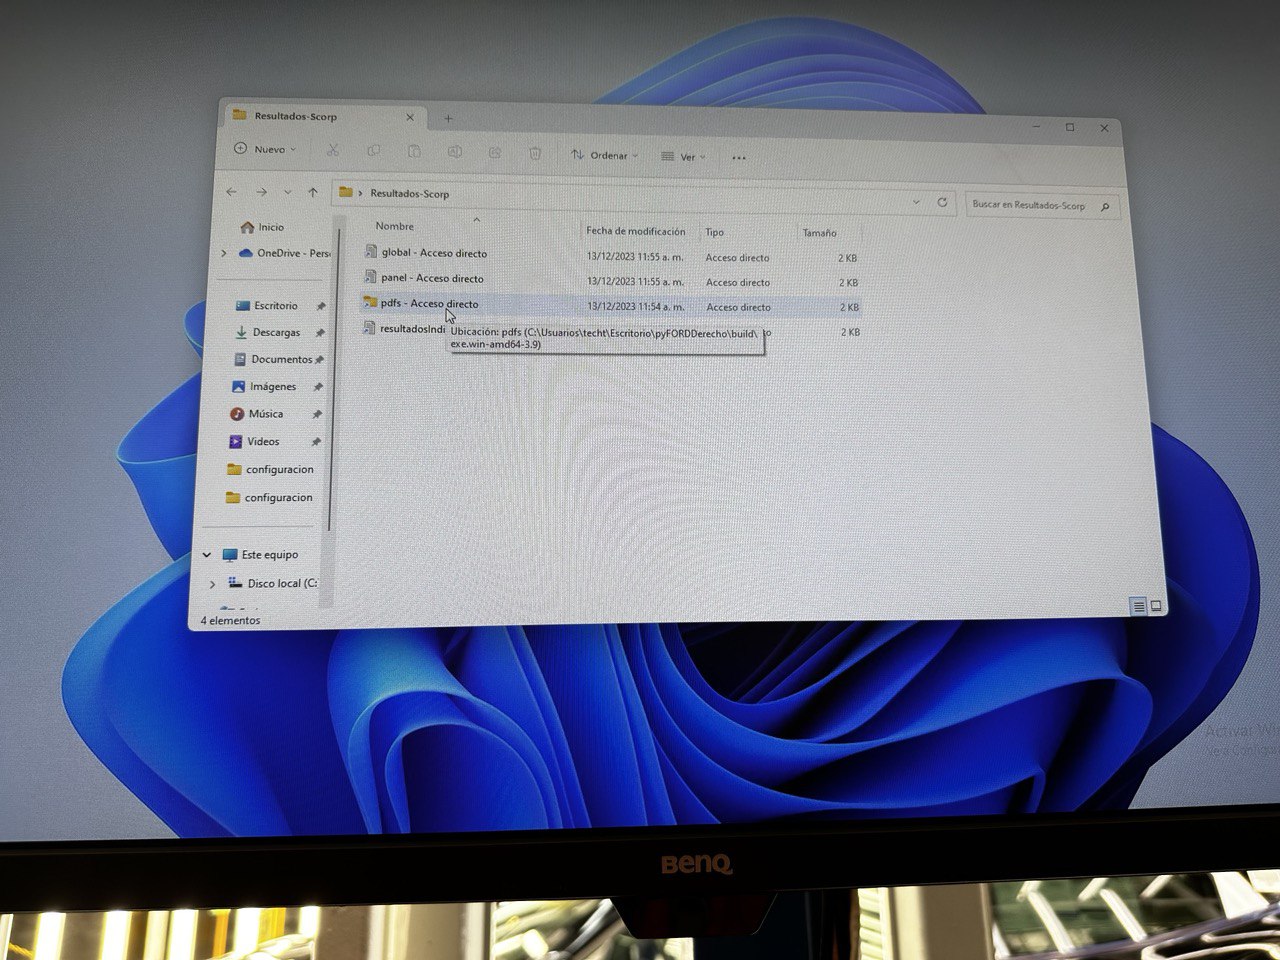 Resultados-Scorp
Nuevo
Ordenar
Ver
Resultados-Scorp
Buscar en Resultados-Scorp
Nombre
Fecha de modificación
Tipo
Tamaño
Inicio
OneDrive - Pers
Escritorio
Descargas
Documentos
Imágenes
Música
Videos
configuracion
configuracion
Este equipo
Disco local (C:
global - Acceso directo
13/12/2023 11:55 a. m.
Acceso directo
2 KB
panel - Acceso directo
13/12/2023 11:55 a. m.
Acceso directo
2 KB
pdfs - Acceso directo
13/12/2023 11:54 a. m.
Acceso directo
2 KB
resultadosIndi
2 KB
Ubicación: pdfs (C:\Usuarios\techt\Escritorio\pyFORDDerecho\build\
exe.win-amd64-3.9)
4 elementos
Activar W
BenQ